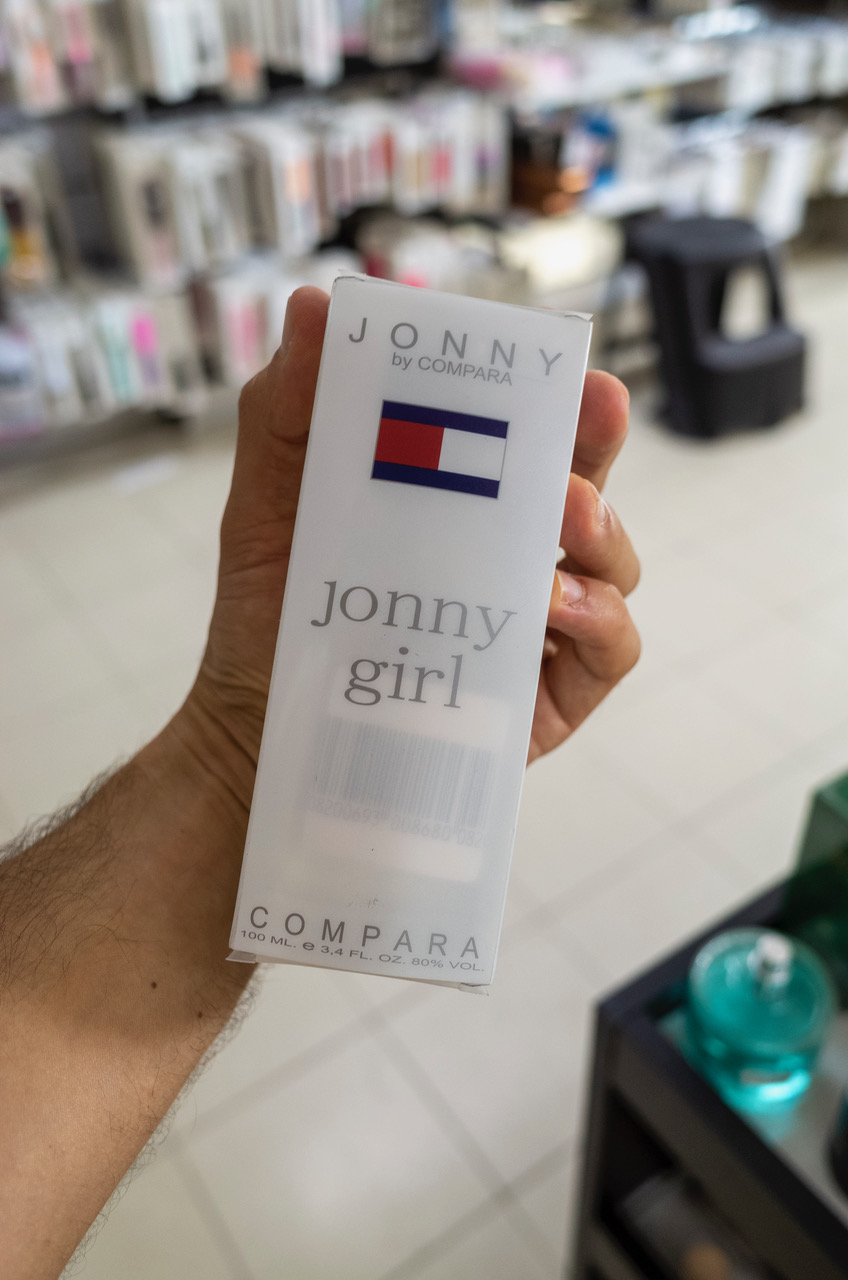 JONNY
by COMPARA
jonny
girl
COMPARA
100 ML. e 3,4 FL. OZ. 80% VOL.